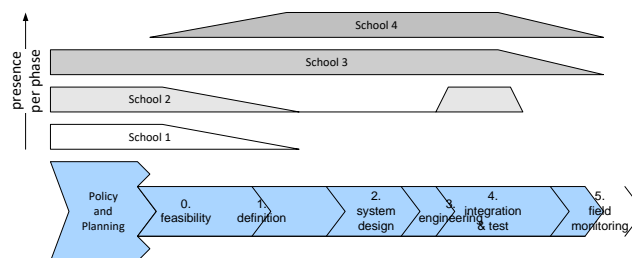 presence
per phase
School 4
School 3
School 2
School 1
Policy
and
Planning
0.
feasibility
1.
definition
2.
system
design
3.
engineering
4.
integration
& test
5.
field
monitoring